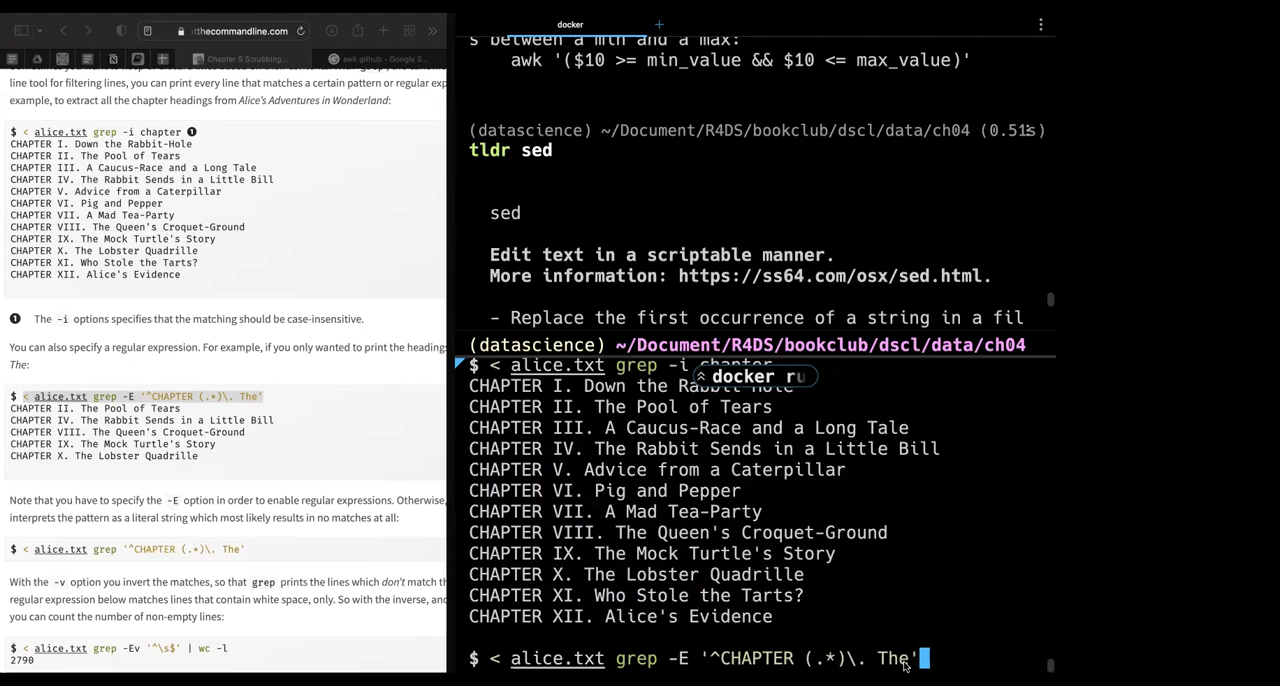 tthecommandline.com
Chapter 5 Scrubbing...
awk github - Google S...
line tool for filtering lines, you can print every line that matches a certain pattern or regular exp
example, to extract all the chapter headings from Alice's Adventures in Wonderland:
$ < alice.txt grep -i chapter ❶
CHAPTER I. Down the Rabbit-Hole
CHAPTER II. The Pool of Tears
CHAPTER III. A Caucus-Race and a Long Tale
CHAPTER IV. The Rabbit Sends in a Little Bill
CHAPTER V. Advice from a Caterpillar
CHAPTER VI. Pig and Pepper
CHAPTER VII. A Mad Tea-Party
CHAPTER VIII. The Queen's Croquet-Ground
CHAPTER IX. The Mock Turtle's Story
CHAPTER X. The Lobster Quadrille
CHAPTER XI. Who Stole the Tarts?
CHAPTER XII. Alice's Evidence
❶ The -i options specifies that the matching should be case-insensitive.
You can also specify a regular expression. For example, if you only wanted to print the heading
The:
$ < alice.txt grep -E '^CHAPTER (.*)\. The'
CHAPTER II. The Pool of Tears
CHAPTER IV. The Rabbit Sends in a Little Bill
CHAPTER VIII. The Queen's Croquet-Ground
CHAPTER IX. The Mock Turtle's Story
CHAPTER X. The Lobster Quadrille
Note that you have to specify the -E option in order to enable regular expressions. Otherwise,
interprets the pattern as a literal string which most likely results in no matches at all:
$ < alice.txt grep '^CHAPTER (.*)\. The'
With the -v option you invert the matches, so that grep prints the lines which don't match th
regular expression below matches lines that contain white space, only. So with the inverse, and
you can count the number of non-empty lines:
$ < alice.txt grep -Ev '^\s$' | wc -l
2790
docker
s between a min and a max:
awk '($10 >= min_value && $10 <= max_value)'
(datascience) ~/Document/R4DS/bookclub/dscl/data/ch04 (0.51s)
tldr sed
sed
Edit text in a scriptable manner.
More information: https://ss64.com/osx/sed.html.
- Replace the first occurrence of a string in a fil
(datascience) ~/Document/R4DS/bookclub/dscl/data/ch04
$ < alice.txt grep -i chapter
docker ru
CHAPTER I. Down the Rabbit-Hole
CHAPTER II. The Pool of Tears
CHAPTER III. A Caucus-Race and a Long Tale
CHAPTER IV. The Rabbit Sends in a Little Bill
CHAPTER V. Advice from a Caterpillar
CHAPTER VI. Pig and Pepper
CHAPTER VII. A Mad Tea-Party
CHAPTER VIII. The Queen's Croquet-Ground
CHAPTER IX. The Mock Turtle's Story
CHAPTER X. The Lobster Quadrille
CHAPTER XI. Who Stole the Tarts?
CHAPTER XII. Alice's Evidence
$ < alice.txt grep -E '^CHAPTER (.*)\. The'